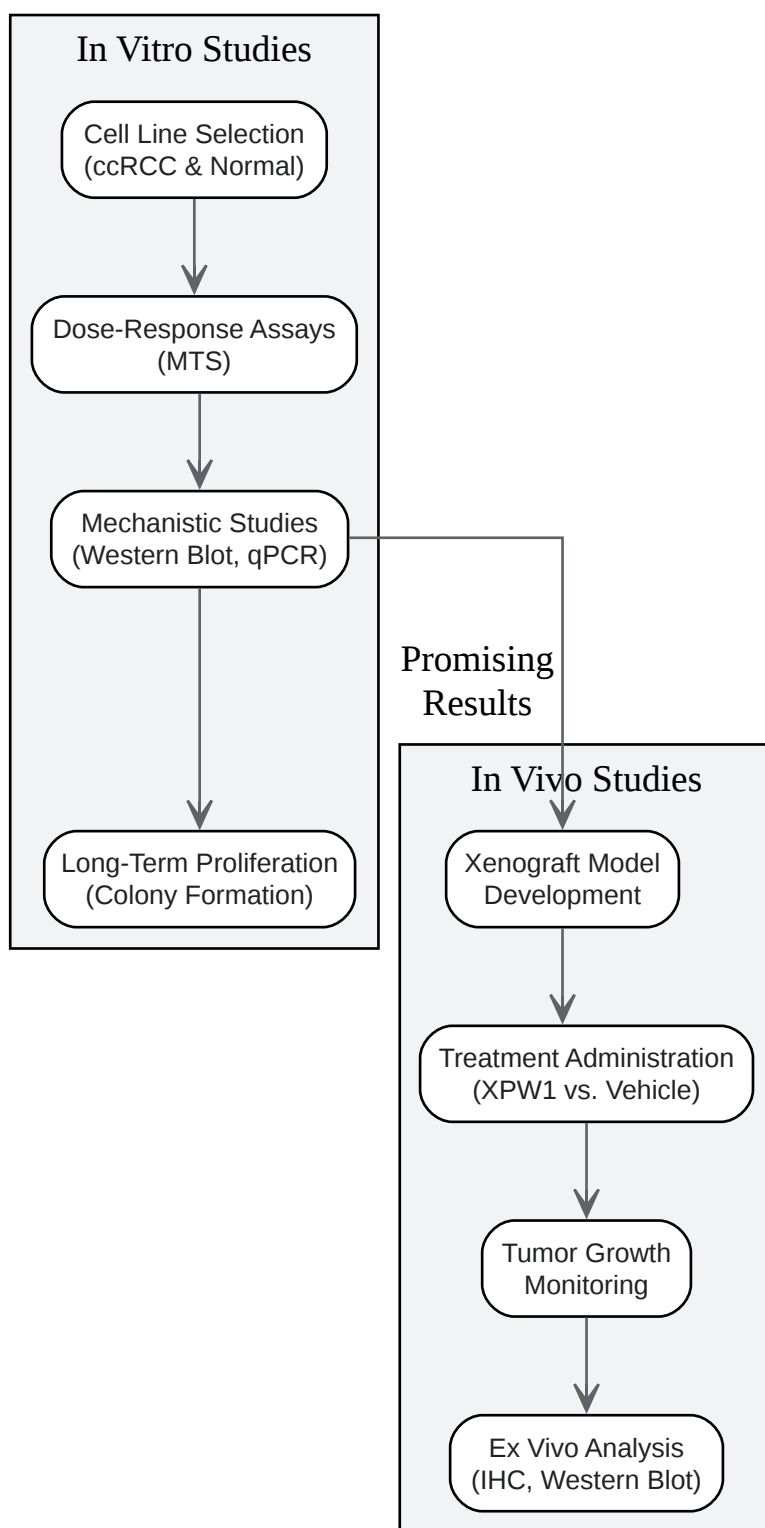 In Vitro Studies
Cell Line Selection
(ccRCC & Normal)
Dose-Response Assays
(MTS)
Mechanistic Studies
(Western Blot, qPCR)
Long-Term Proliferation
(Colony Formation)
Promising
Results
In Vivo Studies
Xenograft Model
Development
Treatment Administration
(XPW1 vs. Vehicle)
Tumor Growth
Monitoring
Ex Vivo Analysis
(IHC, Western Blot)